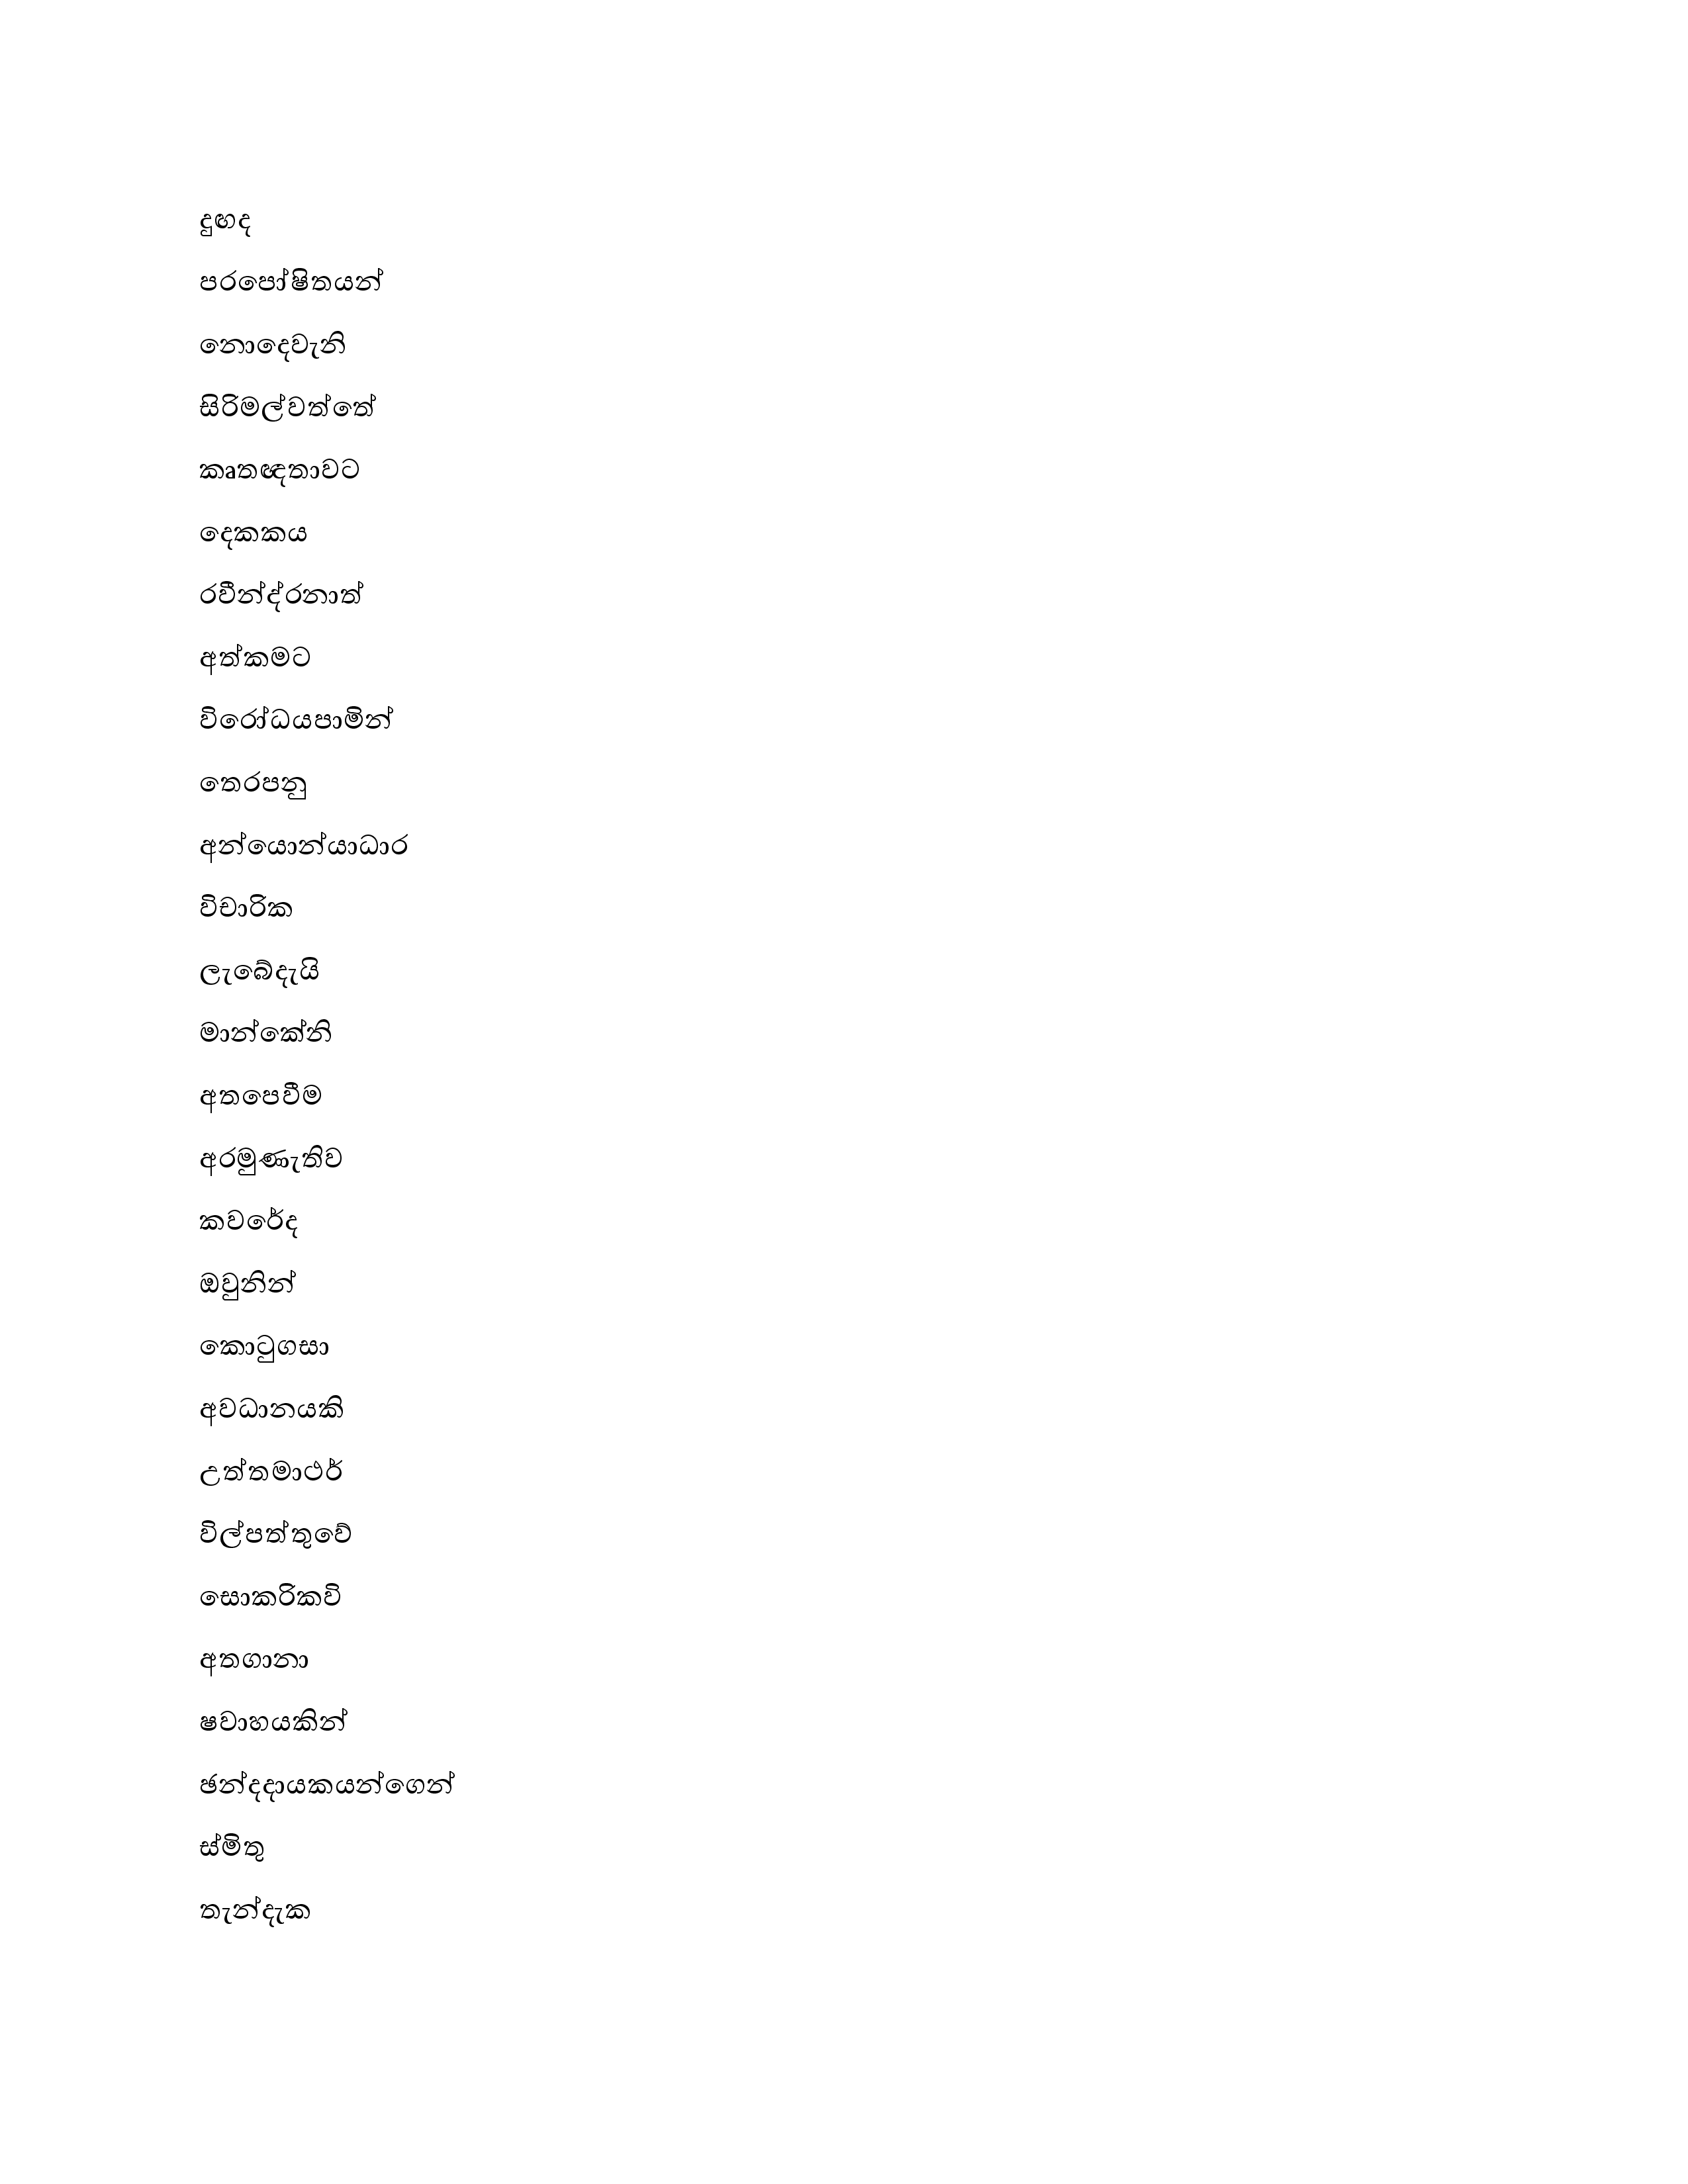 දුඟද
පරපෝෂිතයන්
නොදෙවැනි
සිරිමල්වත්තේ
කෘතඥතාවට
දෙකකය
රවීන්ද්රනාත්
අත්කමට
විරෝධයපාමින්
තෙරපනු
අන්යොන්යාධාර
විචාරික
ලැබේදැයි
මාන්කේනි
අතපෙවීම
අරමුණැතිව
කවරේද
ඔවුනින්
කොටුගසා
අවධානයකි
උත්තමාථර්
විල්පත්තුවේ
සොකරිකවි
අතගානා
ෂවාහයකින්
ඡන්දදායකයන්ගෙන්
ස්මිතු
තැන්දැක